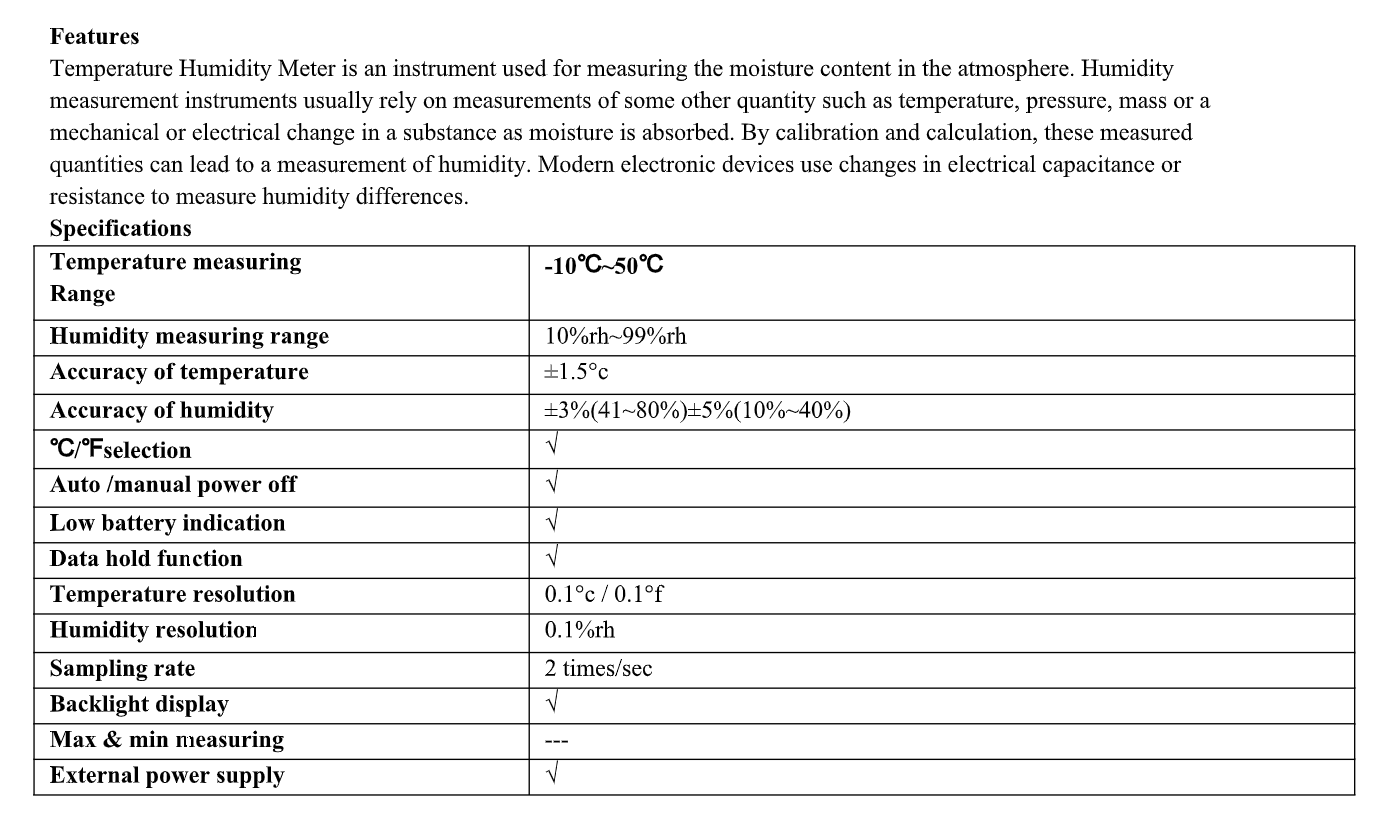 Features
Temperature Humidity Meter is an instrument used for measuring the moisture content in the atmosphere. Humidity
measurement instruments usually rely on measurements of some other quantity such as temperature, pressure, mass or a
mechanical or electrical change in a substance as moisture is absorbed. By calibration and calculation, these measured
quantities can lead to a measurement of humidity. Modern electronic devices use changes in electrical capacitance or
resistance to measure humidity differences.
Specifications
Temperature measuring -10℃~50℃
Range
Humidity measuring range 10%rh~99%rh
Accuracy of temperature ±1.5°c
Accuracy of humidity ±3%(41~80%)±5%(10%~40%)
℃/℉selection √
Auto /manual power off √
Low battery indication √
Data hold function √
Temperature resolution 0.1°c / 0.1°f
Humidity resolution 0.1%rh
Sampling rate 2 times/sec
Backlight display √
Max & min measuring ---
External power supply √